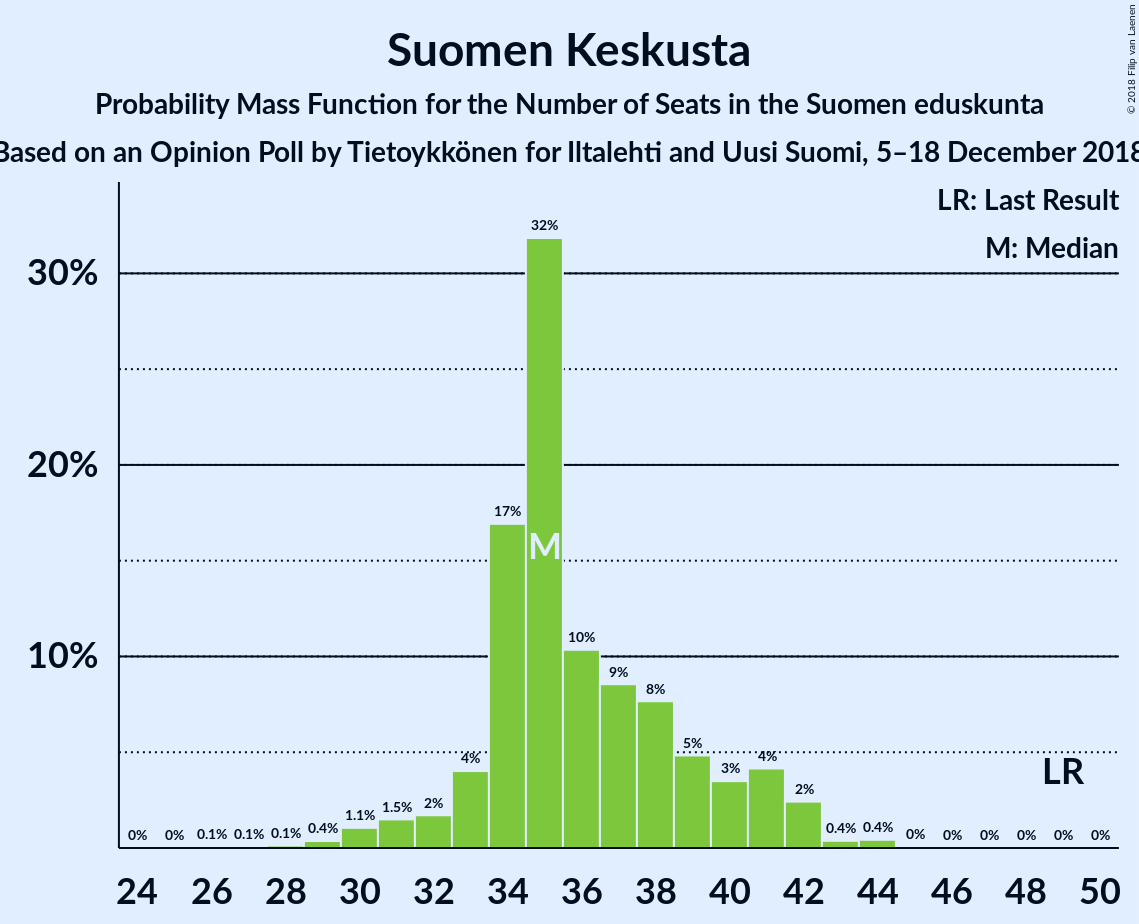 Suomen Keskusta
Probability Mass Function for the Number of Seats in the Suomen eduskunta
Based on an Opinion Poll by Tietoykkönen for Iltalehti and Uusi Suomi, 5–18 December 2018
© 2018 Filip van Laenen
LR: Last Result
M: Median
30%
20%
10%
0% 0% 0.1% 0.1% 0.1% 0.4% 1.1% 1.5% 2% 4% 17% 32% 10% 9% 8% 5% 3% 4% 2% 0.4% 0.4% 0% 0% 0% 0% 0% 0%
M
LR
24 26 28 30 32 34 36 38 40 42 44 46 48 50